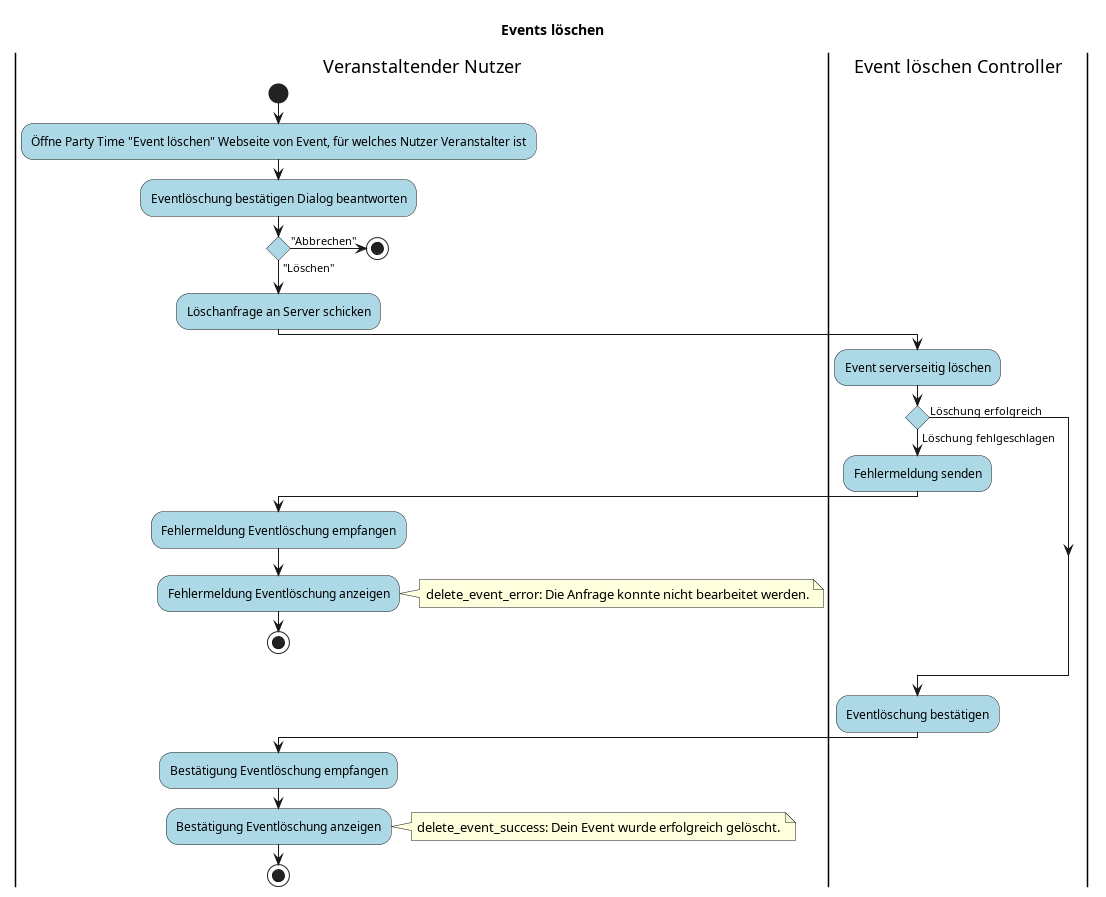 Events löschen
Veranstaltender Nutzer
Event löschen Controller
Öffne Party Time "Event löschen" Webseite von Event, für welches Nutzer Veranstalter ist
Eventlöschung bestätigen Dialog beantworten
"Abbrechen"
"Löschen"
Löschanfrage an Server schicken
Event serverseitig löschen
Löschung erfolgreich
Löschung fehlgeschlagen
Fehlermeldung senden
Fehlermeldung Eventlöschung empfangen
Fehlermeldung Eventlöschung anzeigen
delete_event_error: Die Anfrage konnte nicht bearbeitet werden.
Eventlöschung bestätigen
Bestätigung Eventlöschung empfangen
Bestätigung Eventlöschung anzeigen
delete_event_success: Dein Event wurde erfolgreich gelöscht.